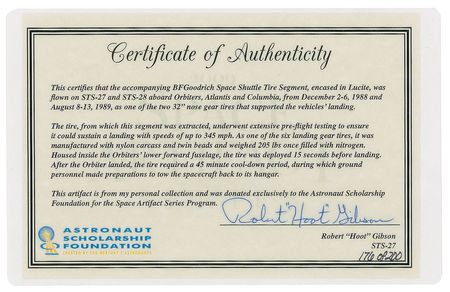 Certificate of Authenticity
This certifies that the accompanying BFGoodrich Space Shuttle Tire Segment, encased in Lucite, was
flown on STS-27 and STS-28 aboard Orbiters, Atlantis and Columbia, from December 2-6, 1988 and
August 8-13, 1989, as one of the two 32" nose gear tires that supported the vehicles' landing.
The tire, from which this segment was extracted, underwent extensive pre-flight testing to ensure
it could sustain a landing with speeds of up to 345 mph. As one of the six landing gear tires, it was
manufactured with nylon carcass and twin beads and weighed 205 lbs once filled with nitrogen.
Housed inside the Orbiters' lower forward fuselage, the tire was deployed 15 seconds before landing.
After the Orbiter landed, the tire required a 45 minute cool-down period, during which ground
personnel made preparations to tow the spacecraft back to its hangar.
This artifact is from my personal collection and was donated exclusively to the Astronaut Scholarship
Foundation for the Space Artifact Series Program.
Robert "Hoot" Gibson
Robert "Hoot" Gibson
STS-27
176 of 200
ASTRONAUT
SCHOLARSHIP
FOUNDATION
CREATED BY THE MERCURY 7 ASTRONAUTS